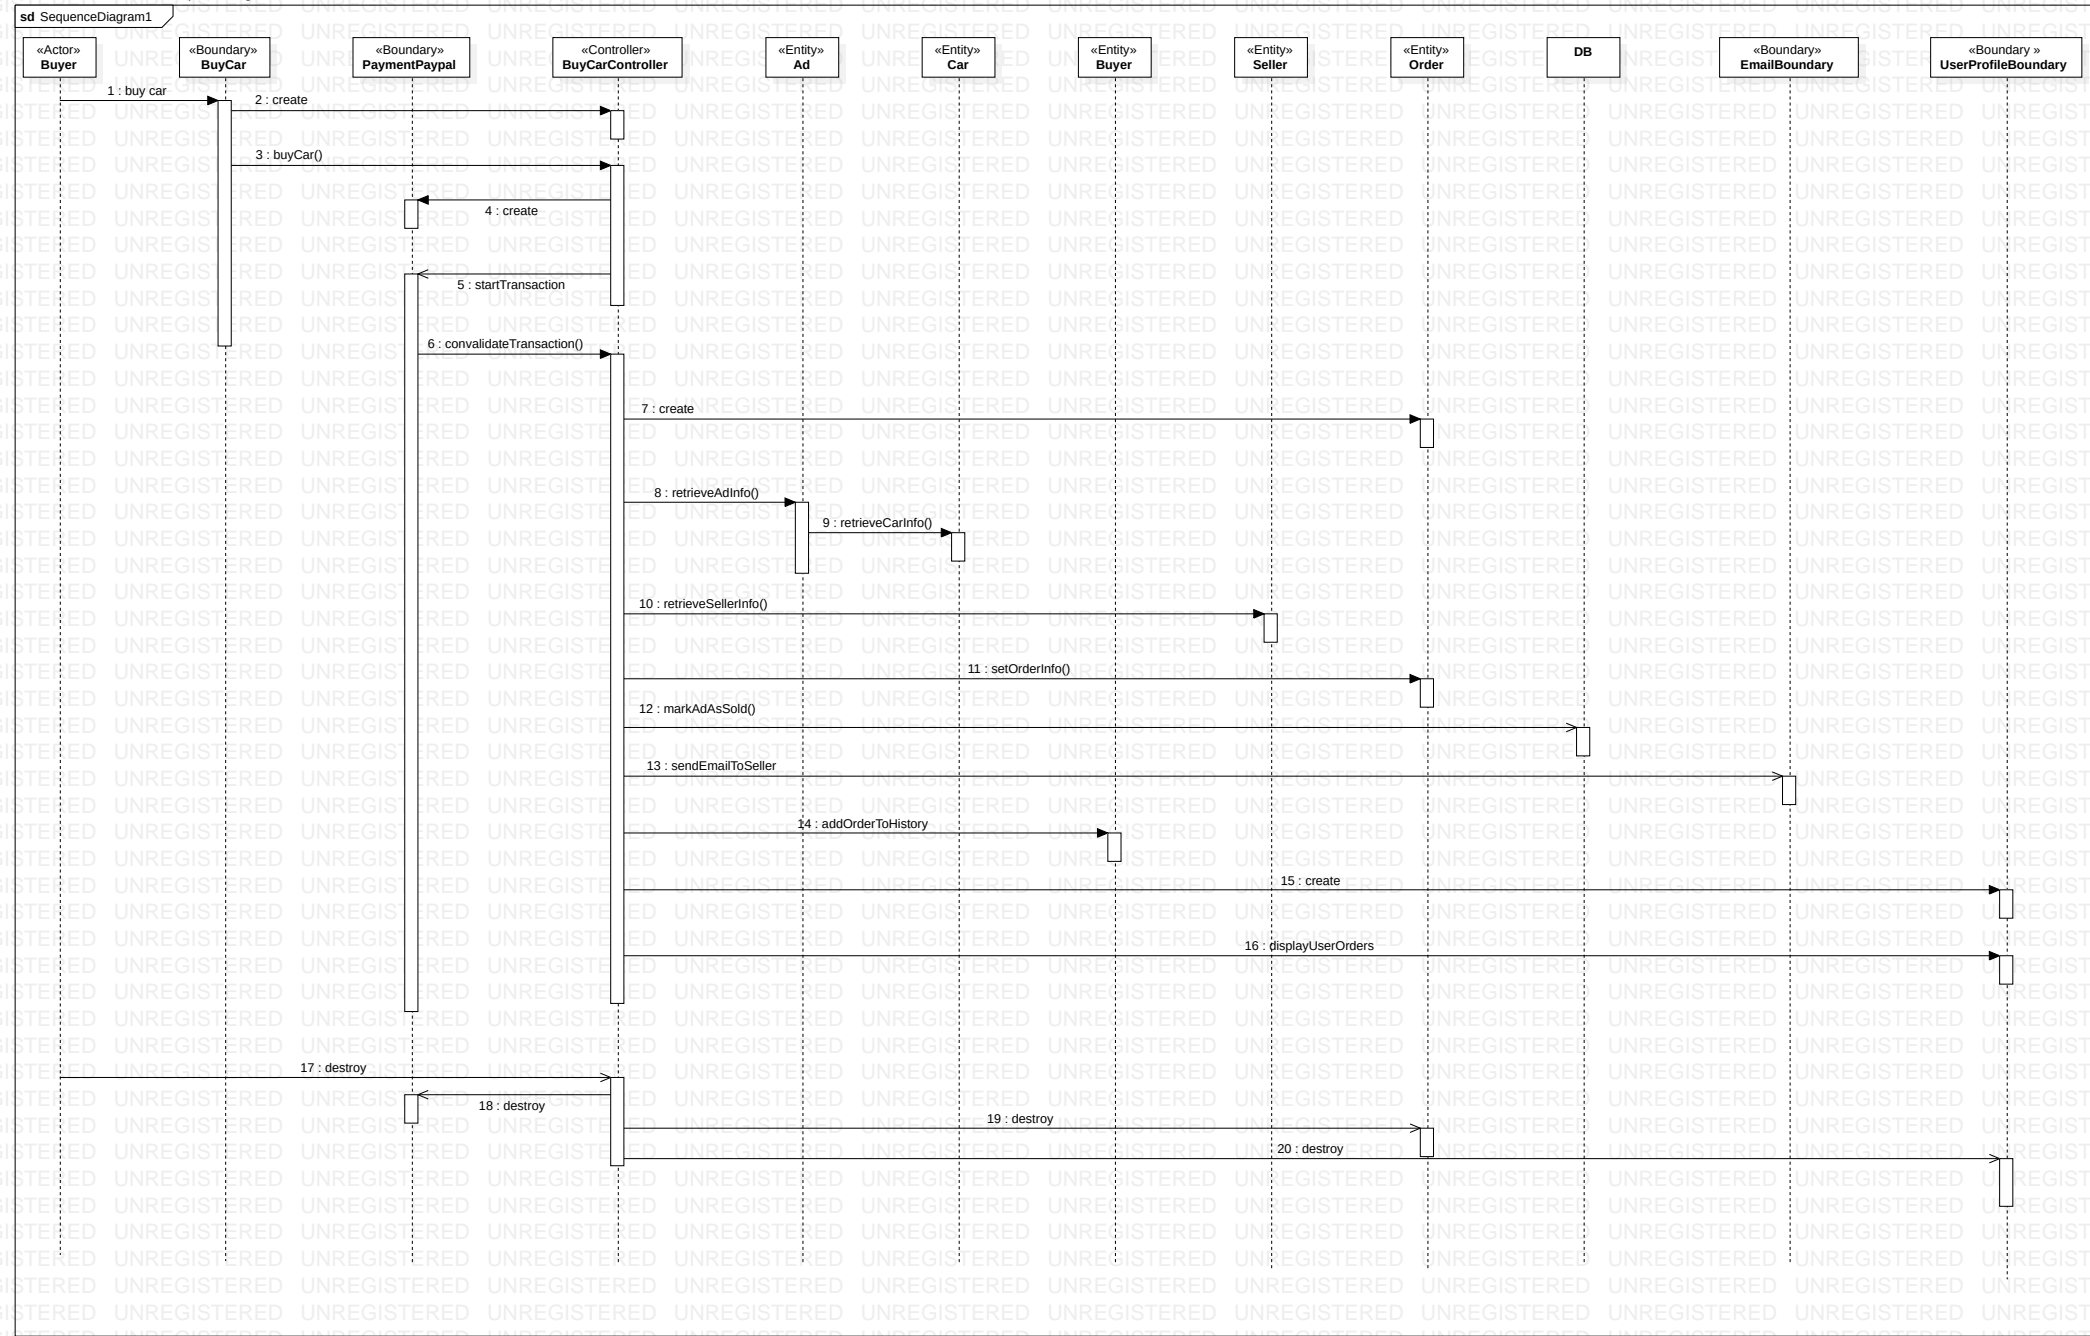 sd SequenceDiagram1
«Actor»
Buyer
«Boundary»
BuyCar
«Boundary»
PaymentPaypal
«Controller»
BuyCarController
«Entity»
Ad
«Entity»
Car
«Entity»
Buyer
«Entity»
Seller
«Entity»
Order
DB
«Boundary»
EmailBoundary
«Boundary »
UserProfileBoundary
1 : buy car
2 : create
3 : buyCar()
4 : create
5 : startTransaction
6 : convalidateTransaction()
7 : create
8 : retrieveAdInfo()
9 : retrieveCarInfo()
10 : retrieveSellerInfo()
11 : setOrderInfo()
12 : markAdAsSold()
13 : sendEmailToSeller
14 : addOrderToHistory
15 : create
16 : displayUserOrders
17 : destroy
18 : destroy
19 : destroy
20 : destroy
UNREGISTERED